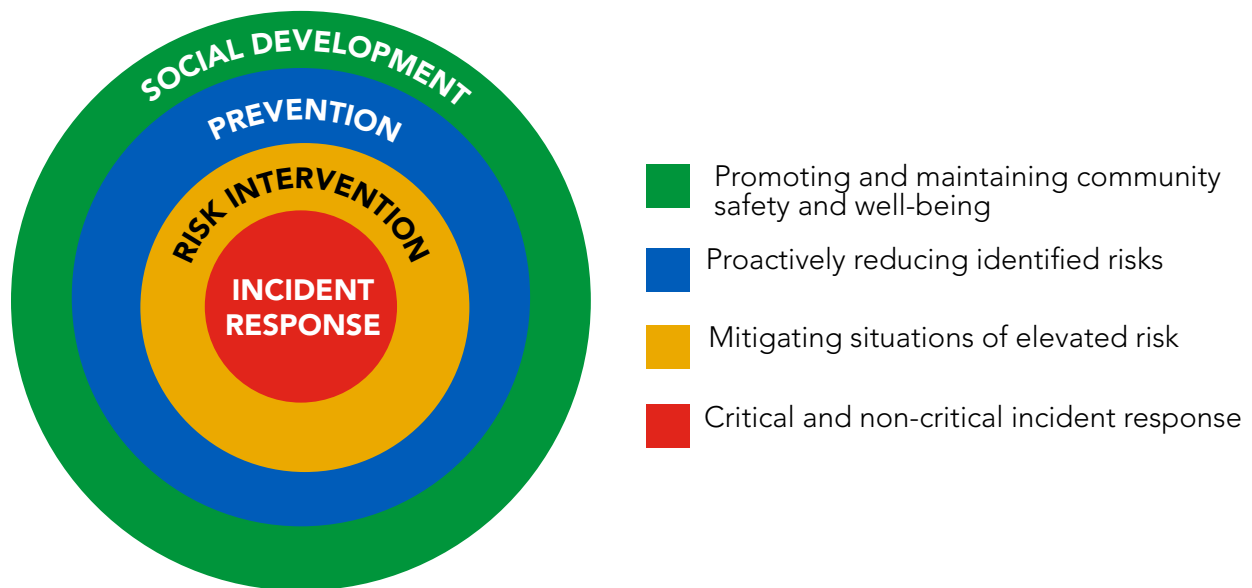 SOCIAL DEVELOPMENT
PREVENTION
RISK INTERVENTION
INCIDENT
RESPONSE
Promoting and maintaining community
safety and well-being
Proactively reducing identified risks
Mitigating situations of elevated risk
Critical and non-critical incident response